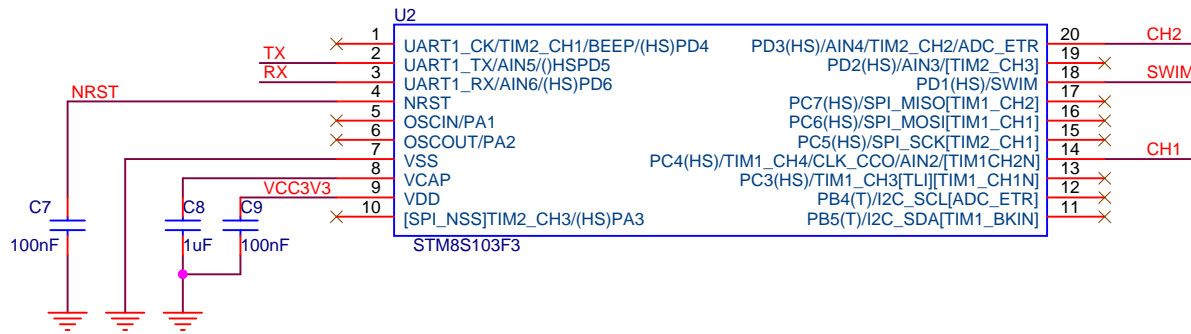 U2
1 UART1_CK/TIM2_CH1/BEEP/(HS)PD4 PD3(HS)/AIN4/TIM2_CH2/ADC_ETR 20 CH2
TX 2 UART1_TX/AIN5/()HSPD5 PD2(HS)/AIN3/[TIM2_CH3] 19
RX 3 UART1_RX/AIN6/(HS)PD6 PD1(HS)/SWIM 18 SWIM
NRST 4 NRST PC7(HS)/SPI_MISO[TIM1_CH2] 17
5 OSCIN/PA1 PC6(HS)/SPI_MOSI[TIM1_CH1] 16
6 OSCOUT/PA2 PC5(HS)/SPI_SCK[TIM2_CH1] 15
7 VSS PC4(HS)/TIM1_CH4/CLK_CCO/AIN2/[TIM1CH2N] 14 CH1
8 VCAP PC3(HS)/TIM1_CH3[TLI][TIM1_CH1N] 13
VCC3V3 9 VDD PB4(T)/I2C_SCL[ADC_ETR] 12
10 [SPI_NSS]TIM2_CH3/(HS)PA3 PB5(T)/I2C_SDA[TIM1_BKIN] 11
C7 C8 C9
100nF 1uF 100nF STM8S103F3